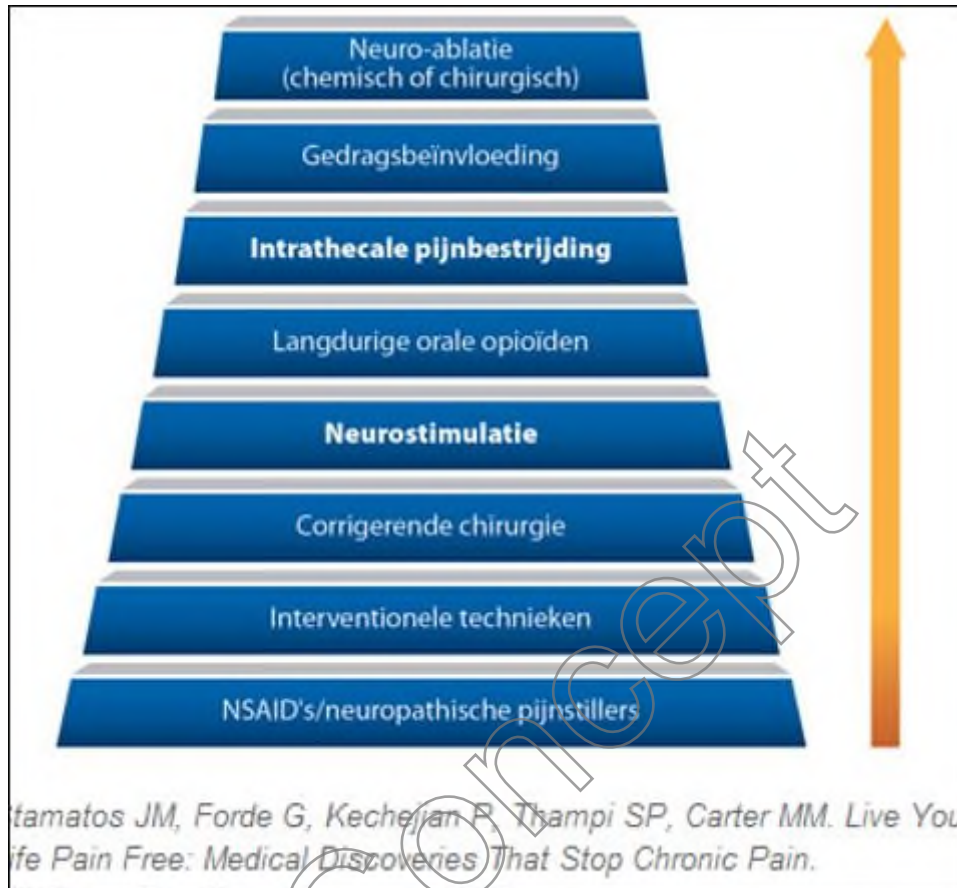 Neuro-ablatie
(chemisch of chirurgisch)
Gedragsbeïnvloeding
Intrathecale pijnbestrijding
Langdurige orale opioïden
Neurostimulatie
Corrigerende chirurgie
Interventionele technieken
NSAID's/neuropathische pijnstillers
tamatos JM, Forde G, Kechejian R, Thampi SP, Carter MM. Live You
ife Pain Free: Medical Discoveries That Stop Chronic Pain.
Concept